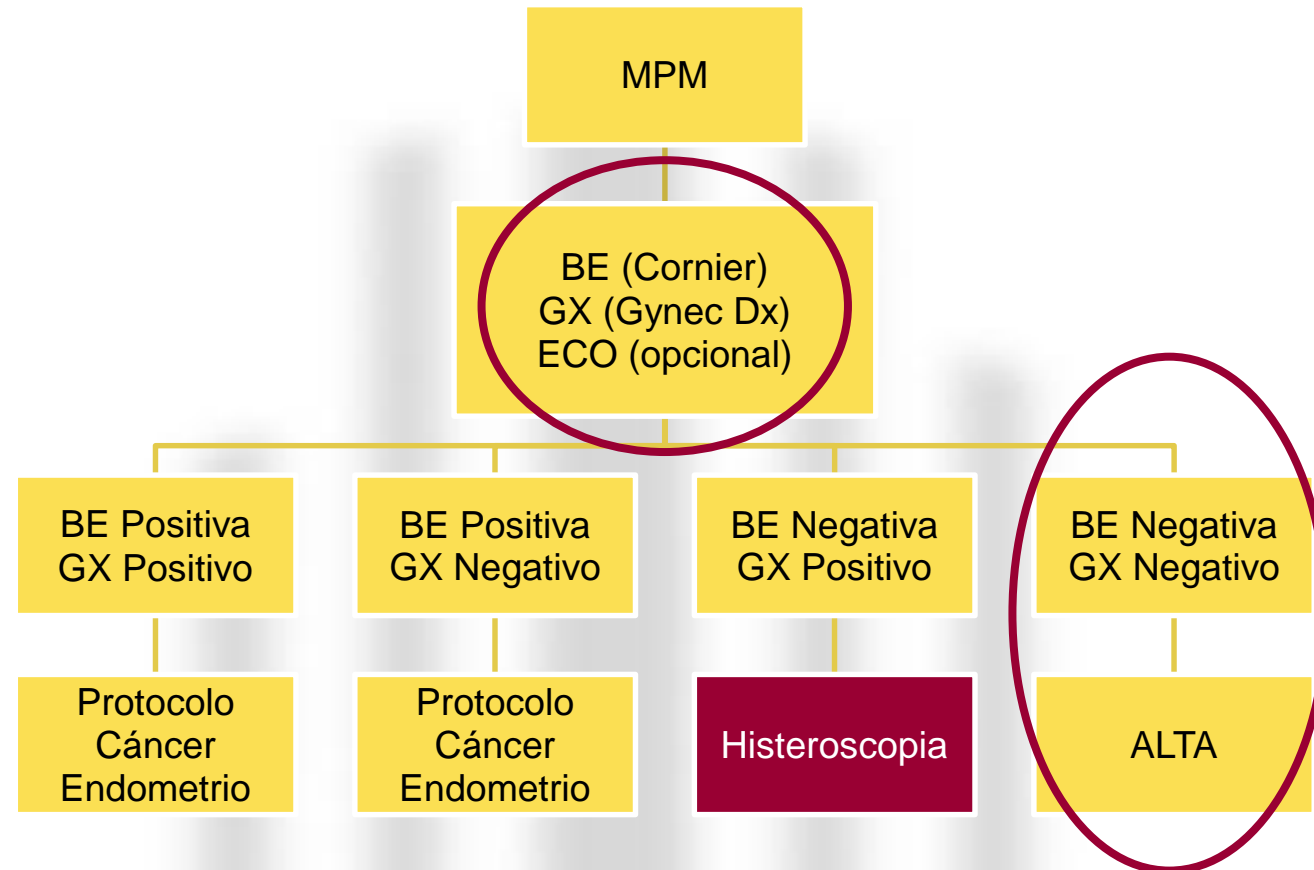 MPM
BE (Cornier)
GX (Gynec Dx)
ECO (opcional)
BE Positiva
GX Positivo
BE Positiva
GX Negativo
BE Negativa
GX Positivo
BE Negativa
GX Negativo
Protocolo
Cáncer
Endometrio
Protocolo
Cáncer
Endometrio
Histeroscopia
ALTA